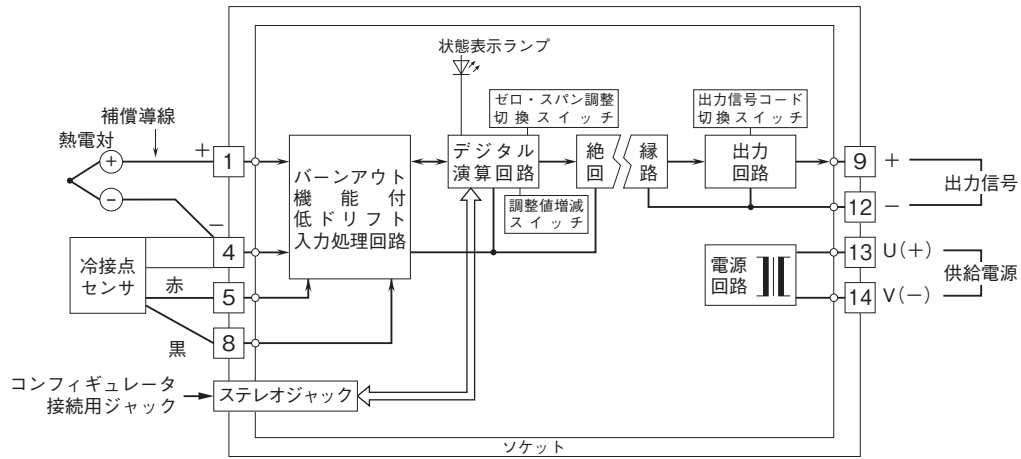 状態表示ランプ
ゼロ・スパン調整
切換スイッチ
出力信号コード
切換スイッチ
補償導線
熱電対
+
−
+
−
1
4
5
8
バーンアウト
機能付
低ドリフト
入力処理回路
デジタル
演算回路
調整値増減
スイッチ
絶縁
回路
出力
回路
9
+
12
−
出力信号
冷接点
センサ
赤
黒
電源
回路
13
U(+)
14
V(−)
供給電源
コンフィギュレータ
接続用ジャック
ステレオジャック
ソケット